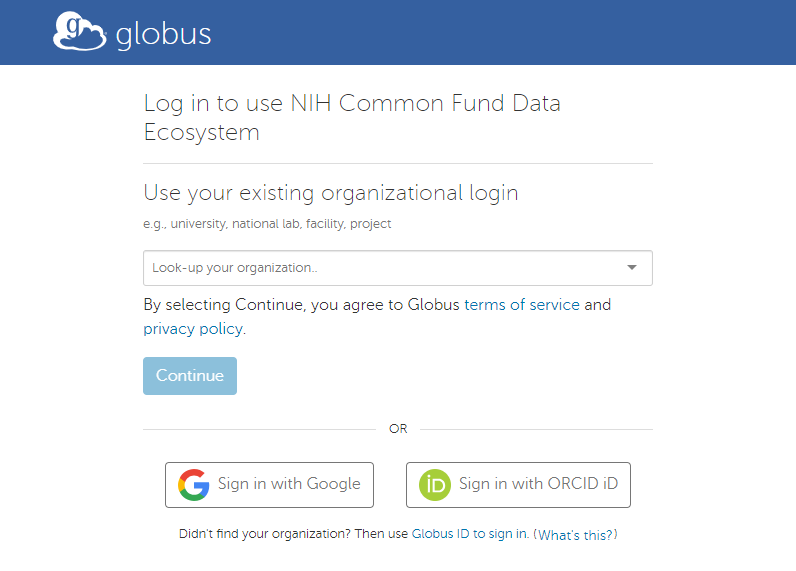 globus
Log in to use NIH Common Fund Data
Ecosystem
Use your existing organizational login
e.g., university, national lab, facility, project
Look-up your organization..
By selecting Continue, you agree to Globus terms of service and
privacy policy.
Continue
OR
Sign in with Google
iD Sign in with ORCID iD
Didn't find your organization? Then use Globus ID to sign in. (What's this?)